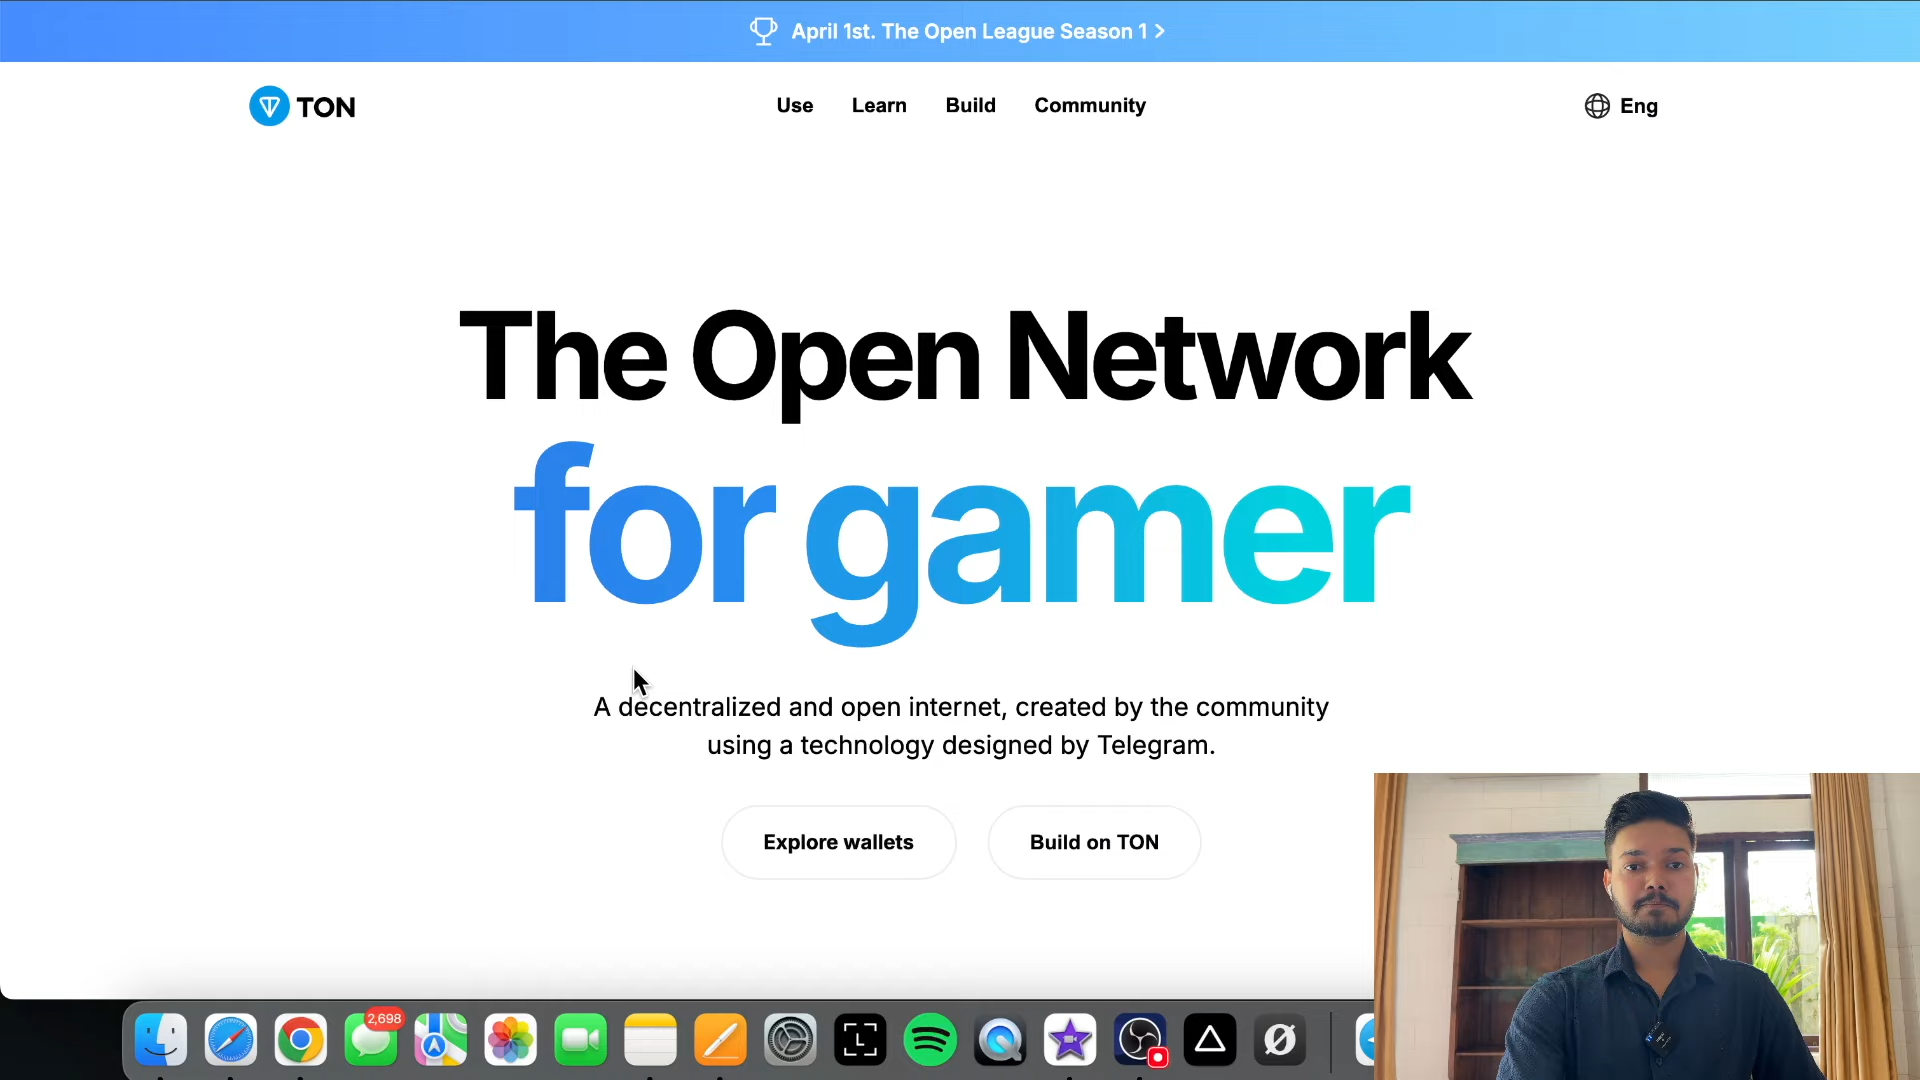 April 1st. The Open League Season 1
TON
Use
Learn
Build
Community
Eng
The Open Network
for gamer
A decentralized and open internet, created by the community
using a technology designed by Telegram.
Explore wallets
Build on TON
2,698